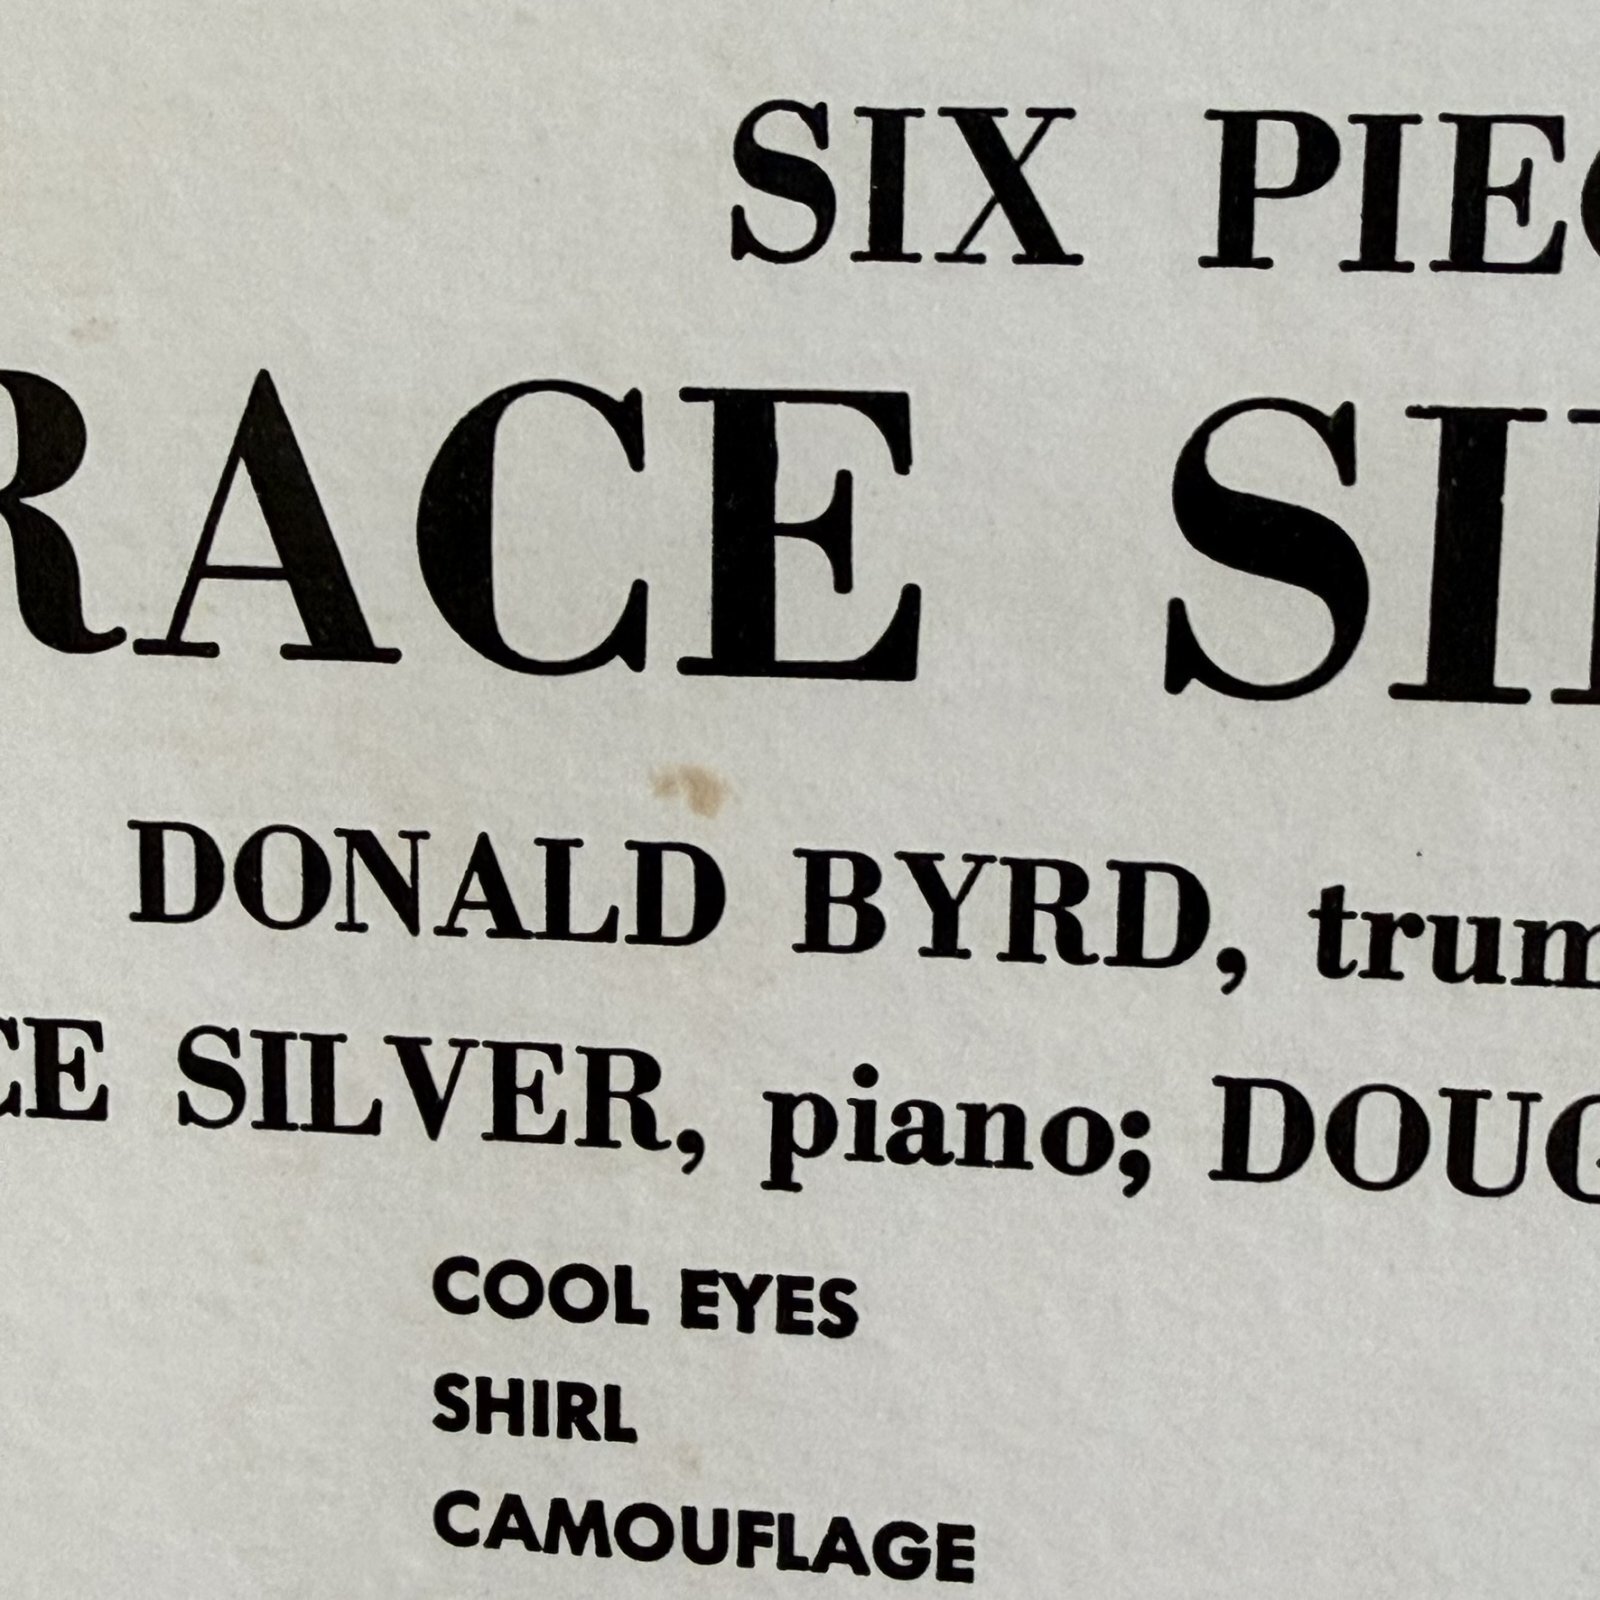 SIX PIEC
RACE SIL
DONALD BYRD, trum
CE SILVER, piano; DOUG
COOL EYES
SHIRL
CAMOUFLAGE